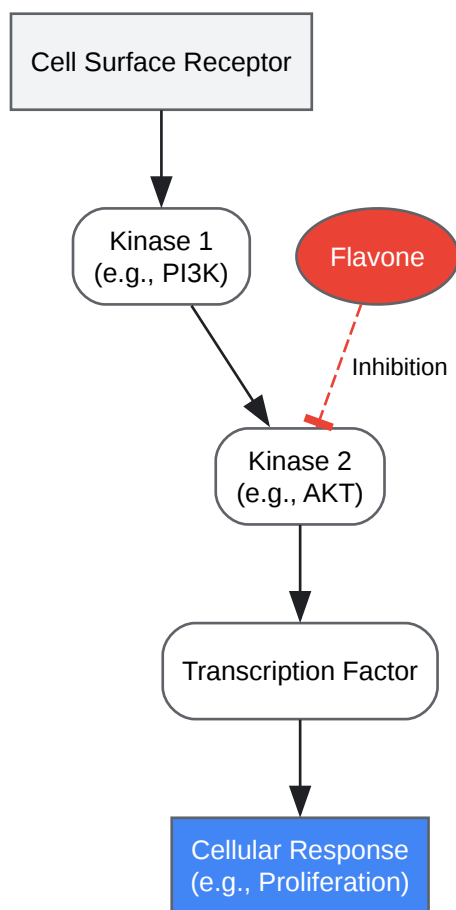 Cell Surface Receptor
Kinase 1
(e.g., PI3K)
Flavone
Inhibition
Kinase 2
(e.g., AKT)
Transcription Factor
Cellular Response
(e.g., Proliferation)